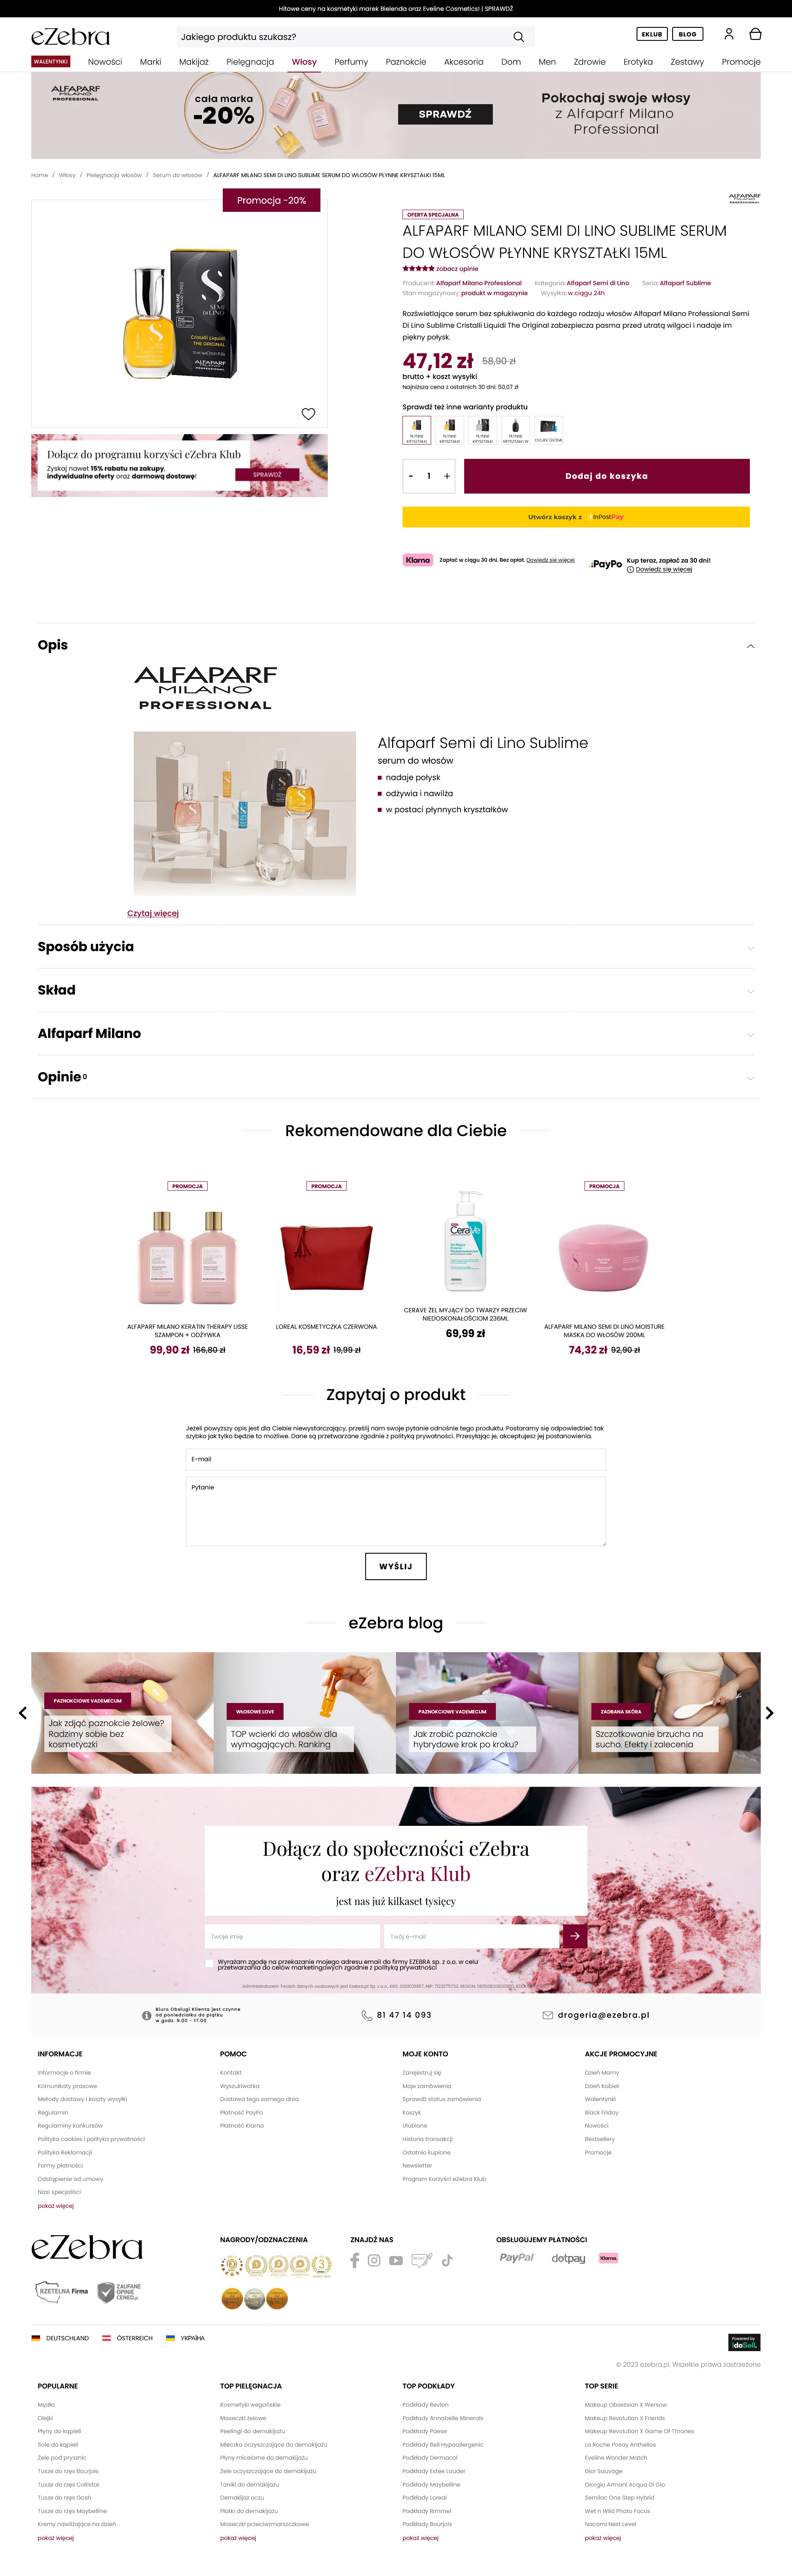 Hitowe ceny na kosmetyki marek Bielenda oraz Eveline Cosmetics! | SPRAWDŹ
eZebra
Jakiego produktu szukasz?
EKLUB
BLOG
WALENTYNKI
Nowości
Marki
Makijaż
Pielęgnacja
Włosy
Perfumy
Paznokcie
Akcesoria
Dom
Men
Zdrowie
Erotyka
Zestawy
Promocje
ALFAPARF
MILANO
PROFESSIONAL
cała marka
-20%
SPRAWDŹ
Pokochaj swoje włosy
z Alfaparf Milano
Professional
Home / Włosy / Pielęgnacja włosów / Serum do włosów / ALFAPARF MILANO SEMI DI LINO SUBLIME SERUM DO WŁOSÓW PŁYNNE KRYSZTAŁKI 15ML
Promocja -20%
OFERTA SPECJALNA
ALFAPARF MILANO SEMI DI LINO SUBLIME SERUM
DO WŁOSÓW PŁYNNE KRYSZTAŁKI 15ML
zobacz opinie
Producent: Alfaparf Milano Professional Kategoria: Alfaparf Semi di Lino Seria: Alfaparf Sublime
Stan magazynowy: produkt w magazynie Wysyłka: w ciągu 24h
Rozświetlające serum bez spłukiwania do każdego rodzaju włosów Alfaparf Milano Professional Semi
Di Lino Sublime Cristalli Liquidi The Original zabezpiecza pasma przed utratą wilgoci i nadaje im
piękny połysk.
47,12 zł 58,90 zł
brutto + koszt wysyłki
Najniższa cena z ostatnich 30 dni: 50,07 zł
Sprawdź też inne warianty produktu
PŁYNNE KRYSZTAŁKI
PŁYNNE KRYSZTAŁKI
PŁYNNE KRYSZTAŁKI
PŁYNNE KRYSZTAŁKI W
OLEJEK 12x13ML
- 1 +
Dodaj do koszyka
Utwórz koszyk z InPost Pay
Klarna
Zapłać w ciągu 30 dni. Bez opłat. Dowiedz się więcej
PayPo
Kup teraz, zapłać za 30 dni!
Dowiedz się więcej
Dołącz do programu korzyści eZebra Klub
Zyskaj nawet 15% rabatu na zakupy,
indywidualne oferty oraz darmową dostawę!
SPRAWDŹ
Opis
ALFAPARF
MILANO
PROFESSIONAL
Alfaparf Semi di Lino Sublime
serum do włosów
nadaje połysk
odżywia i nawilża
w postaci płynnych kryształków
Czytaj więcej
Sposób użycia
Skład
Alfaparf Milano
Opinie 0
Rekomendowane dla Ciebie
PROMOCJA
ALFAPARF MILANO KERATIN THERAPY LISSE
SZAMPON + ODŻYWKA
99,90 zł 166,80 zł
PROMOCJA
LOREAL KOSMETYCZKA CZERWONA
16,59 zł 19,99 zł
CERAVE ŻEL MYJĄCY DO TWARZY PRZECIW
NIEDOSKONAŁOŚCIOM 236ML
69,99 zł
PROMOCJA
ALFAPARF MILANO SEMI DI LINO MOISTURE
MASKA DO WŁOSÓW 200ML
74,32 zł 92,90 zł
Zapytaj o produkt
Jeżeli powyższy opis jest dla Ciebie niewystarczający, prześlij nam swoje pytanie odnośnie tego produktu. Postaramy się odpowiedzieć tak
szybko jak tylko będzie to możliwe. Dane są przetwarzane zgodnie z polityką prywatności. Przesyłając je, akceptujesz jej postanowienia.
E-mail
Pytanie
WYŚLIJ
eZebra blog
PAZNOKCIOWE VADEMECUM
Jak zdjąć paznokcie żelowe?
Radzimy sobie bez
kosmetyczki
WŁOSOWE LOVE
TOP wcierki do włosów dla
wymagających. Ranking
PAZNOKCIOWE VADEMECUM
Jak zrobić paznokcie
hybrydowe krok po kroku?
ZADBANA SKÓRA
Szczotkowanie brzucha na
sucho. Efekty i zalecenia
Dołącz do społeczności eZebra
oraz eZebra Klub
jest nas już kilkaset tysięcy
Twoje imię
Twój e-mail
Wyrażam zgodę na przekazanie mojego adresu email do firmy EZEBRA sp. z o.o. w celu
przetwarzania do celów marketingowych zgodnie z polityką prywatności
Biuro Obsługi Klienta jest czynne
od poniedziałku do piątku
w godz. 9.00 - 17.00
81 47 14 093
drogeria@ezebra.pl
INFORMACJE
Informacje o firmie
Komunikaty prasowe
Metody dostawy i koszty wysyłki
Regulamin
Regulaminy konkursów
Polityka cookies i polityka prywatności
Polityka Reklamacji
Formy płatności
Odstąpienie od umowy
Nasi specjaliści
pokaż więcej
POMOC
Kontakt
Wyszukiwarka
Dostawa tego samego dnia
Płatność PayPo
Płatność Klarna
MOJE KONTO
Zarejestruj się
Moje zamówienia
Sprawdź status zamówienia
Koszyk
Ulubione
Historia transakcji
Ostatnio kupione
Newsletter
Program Korzyści eZebra Klub
AKCJE PROMOCYJNE
Dzień Mamy
Dzień Kobiet
Walentynki
Black Friday
Nowości
Bestsellery
Promocje
eZebra
RZETELNA Firma
ZAUFANE
OPINIE
CENEO.pl
NAGRODY/ODZNACZENIA
ZNAJDŹ NAS
OBSŁUGUJEMY PŁATNOŚCI
PayPal
dotpay
Klarna.
DEUTSCHLAND
ÖSTERREICH
УКРАЇНА
Powered by
idoSell.
© 2023 ezebra.pl. Wszelkie prawa zastrzeżone
POPULARNE
Mydła
Olejki
Płyny do kąpieli
Sole do kąpieli
Żele pod prysznic
Tusze do rzęs Bourjois
Tusze do rzęs Collistar
Tusze do rzęs Gosh
Tusze do rzęs Maybelline
Kremy nawilżające na dzień
pokaż więcej
TOP PIELĘGNACJA
Kosmetyki wegańskie
Maseczki żelowe
Peelingi do demakijażu
Mleczka oczyszczające do demakijażu
Płyny micelarne do demakijażu
Żele oczyszczające do demakijażu
Toniki do demakijażu
Demakijaż oczu
Płatki do demakijażu
Maseczki przeciwzmarszczkowe
pokaż więcej
TOP PODKŁADY
Podkłady Revlon
Podkłady Annabelle Minerals
Podkłady Paese
Podkłady Bell Hypoallergenic
Podkłady Dermacol
Podkłady Estee Lauder
Podkłady Maybelline
Podkłady Loreal
Podkłady Rimmel
Podkłady Bourjois
pokaż więcej
TOP SERIE
Makeup Obsession X Wersow
Makeup Revolution X Friends
Makeup Revolution X Game Of Thrones
La Roche Posay Anthelios
Eveline Wonder Match
Dior Sauvage
Giorgio Armani Acqua Di Gio
Semilac One Step Hybrid
Wet n Wild Photo Focus
Nacomi Next Level
pokaż więcej